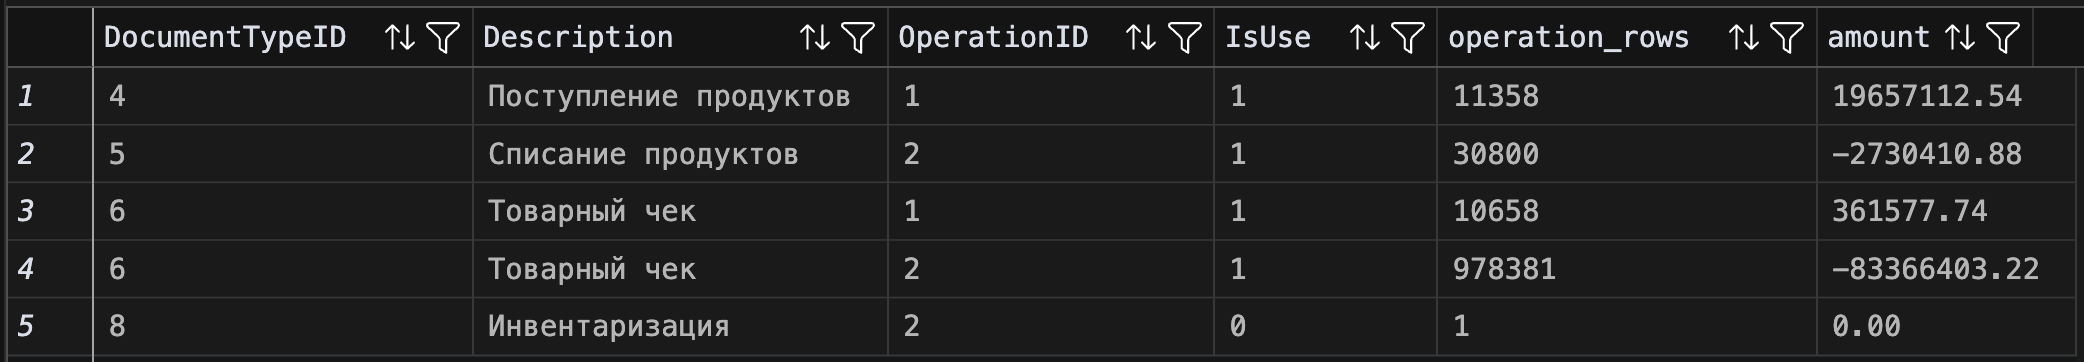 DocumentTypeID Description OperationID IsUse operation_rows amount
1 4 Поступление продуктов 1 1 11358 19657112.54
2 5 Списание продуктов 2 1 30800 -2730410.88
3 6 Товарный чек 1 1 10658 361577.74
4 6 Товарный чек 2 1 978381 -83366403.22
5 8 Инвентаризация 2 0 1 0.00